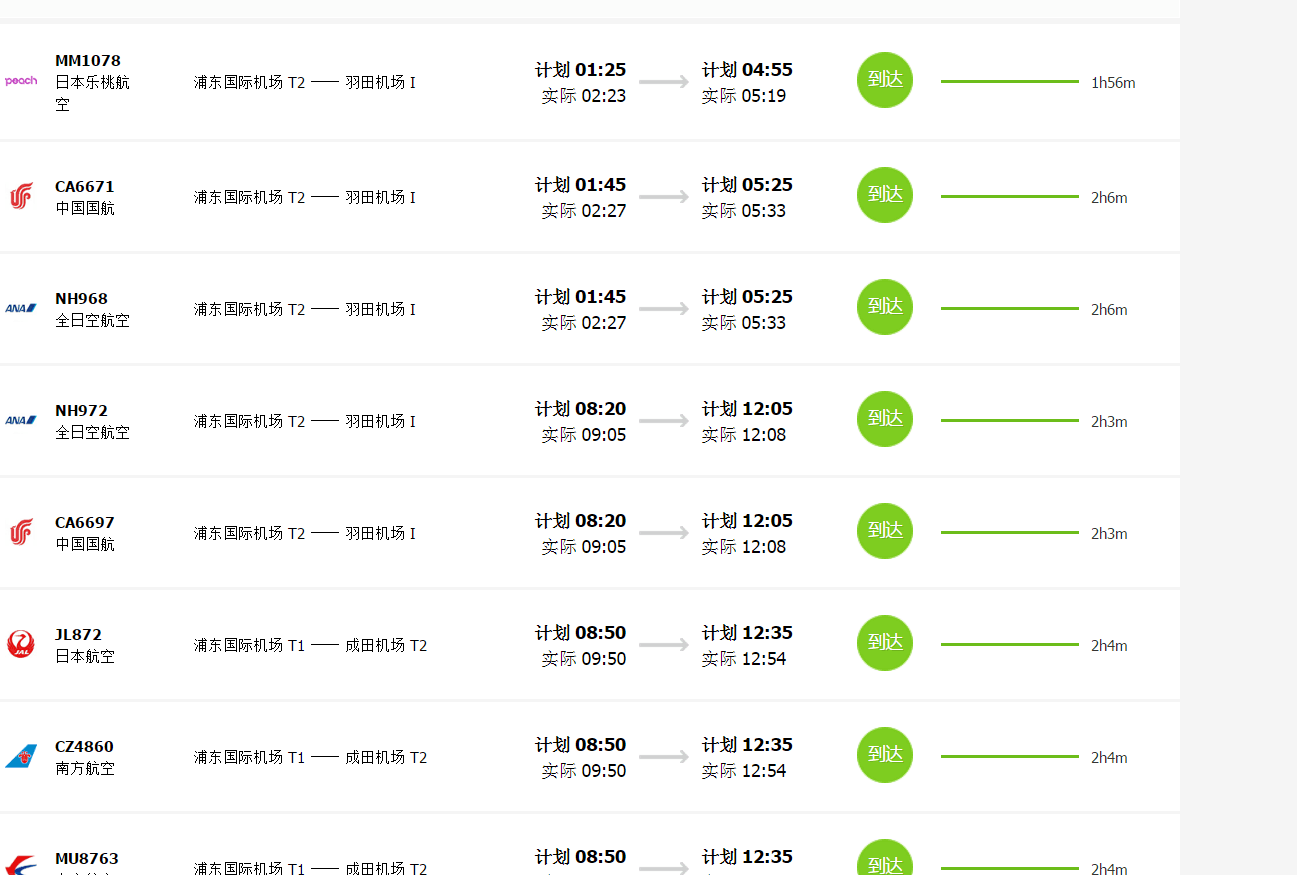 peach
MM1078
日本乐桃航
空
浦东国际机场 T2 —— 羽田机场 I
计划 01:25
实际 02:23
计划 04:55
实际 05:19
到达
1h56m
CA6671
中国国航
浦东国际机场 T2 —— 羽田机场 I
计划 01:45
实际 02:27
计划 05:25
实际 05:33
到达
2h6m
ANA
NH968
全日空航空
浦东国际机场 T2 —— 羽田机场 I
计划 01:45
实际 02:27
计划 05:25
实际 05:33
到达
2h6m
ANA
NH972
全日空航空
浦东国际机场 T2 —— 羽田机场 I
计划 08:20
实际 09:05
计划 12:05
实际 12:08
到达
2h3m
CA6697
中国国航
浦东国际机场 T2 —— 羽田机场 I
计划 08:20
实际 09:05
计划 12:05
实际 12:08
到达
2h3m
JAL
JL872
日本航空
浦东国际机场 T1 —— 成田机场 T2
计划 08:50
实际 09:50
计划 12:35
实际 12:54
到达
2h4m
CZ4860
南方航空
浦东国际机场 T1 —— 成田机场 T2
计划 08:50
实际 09:50
计划 12:35
实际 12:54
到达
2h4m
MU8763
浦东国际机场 T1 —— 成田机场 T2
计划 08:50
计划 12:35
到达
2h4m